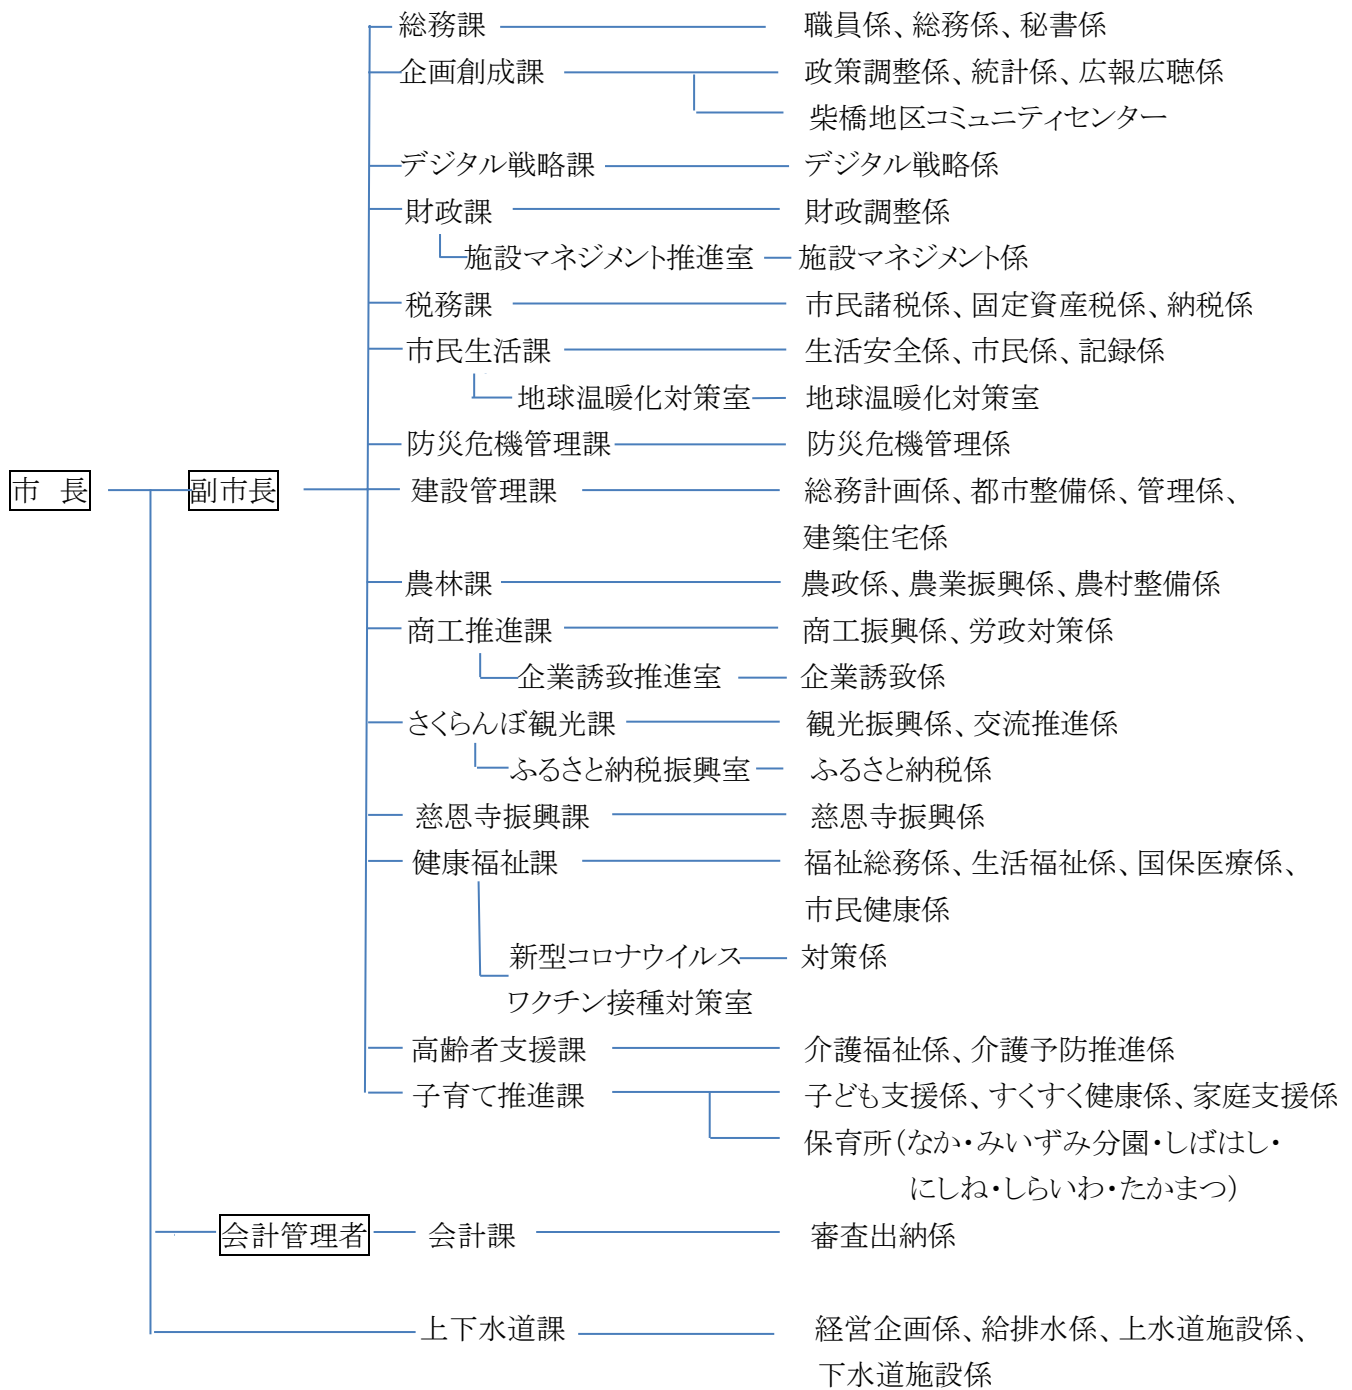 総務課 職員係、総務係、秘書係
企画創成課 政策調整係、統計係、広報広聴係
柴橋地区コミュニティセンター
デジタル戦略課 デジタル戦略係
財政課 財政調整係
施設マネジメント推進室 施設マネジメント係
税務課 市民諸税係、固定資産税係、納税係
市民生活課 生活安全係、市民係、記録係
地球温暖化対策室 地球温暖化対策室
防災危機管理課 防災危機管理係
市 長 副市長 建設管理課 総務計画係、都市整備係、管理係、
建築住宅係
農林課 農政係、農業振興係、農村整備係
商工推進課 商工振興係、労政対策係
企業誘致推進室 企業誘致係
さくらんぼ観光課 観光振興係、交流推進係
ふるさと納税振興室 ふるさと納税係
慈恩寺振興課 慈恩寺振興係
健康福祉課 福祉総務係、生活福祉係、国保医療係、
市民健康係
新型コロナウイルス 対策係
ワクチン接種対策室
高齢者支援課 介護福祉係、介護予防推進係
子育て推進課 子ども支援係、すくすく健康係、家庭支援係
保育所(なか・みいずみ分園・しばはし・
にしね・しらいわ・たかまつ)
会計管理者 会計課 審査出納係
上下水道課 経営企画係、給排水係、上水道施設係、
下水道施設係